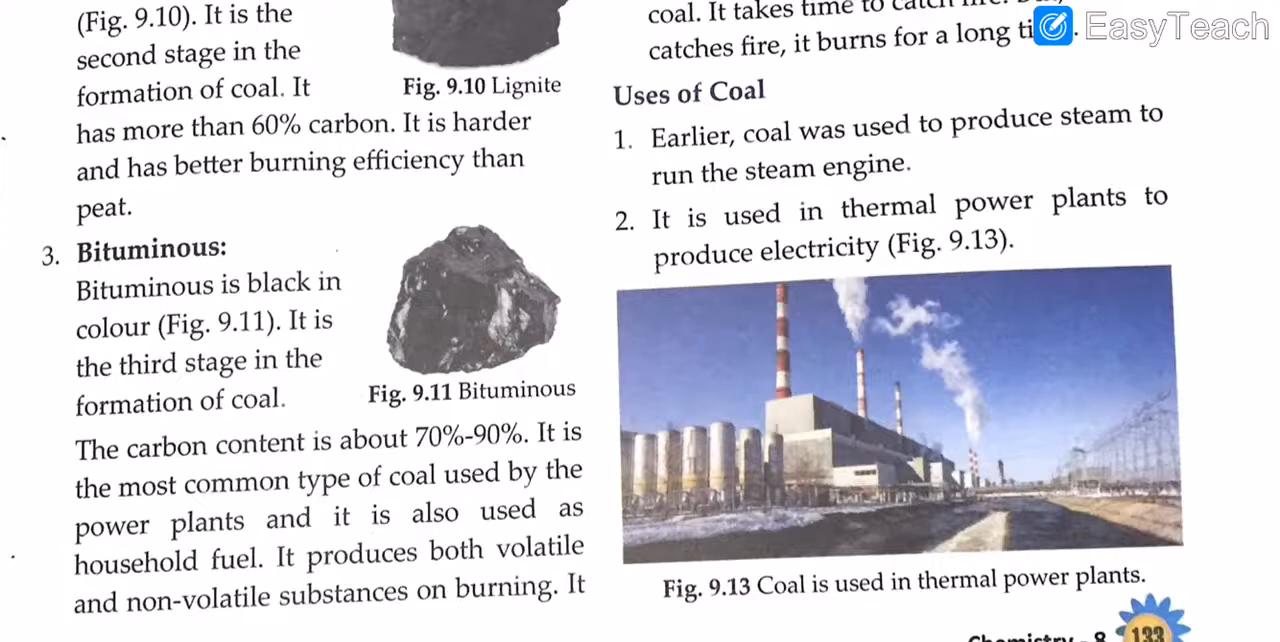 (Fig. 9.10). It is the
second stage in the
formation of coal. It
Fig. 9.10 Lignite
has more than 60% carbon. It is harder
and has better burning efficiency than
peat.
3. Bituminous:
Bituminous is black in
colour (Fig. 9.11). It is
the third stage in the
formation of coal.
Fig. 9.11 Bituminous
The carbon content is about 70%-90%. It is
the most common type of coal used by the
power plants and it is also used as
household fuel. It produces both volatile
and non-volatile substances on burning. It
coal. It takes time to catch
catches fire, it burns for a long
EasyTeach
Uses of Coal
1. Earlier, coal was used to produce steam to
run the steam engine.
2. It is used in thermal power plants to
produce electricity (Fig. 9.13).
Fig. 9.13 Coal is used in thermal power plants.
Chemistry - 8 133